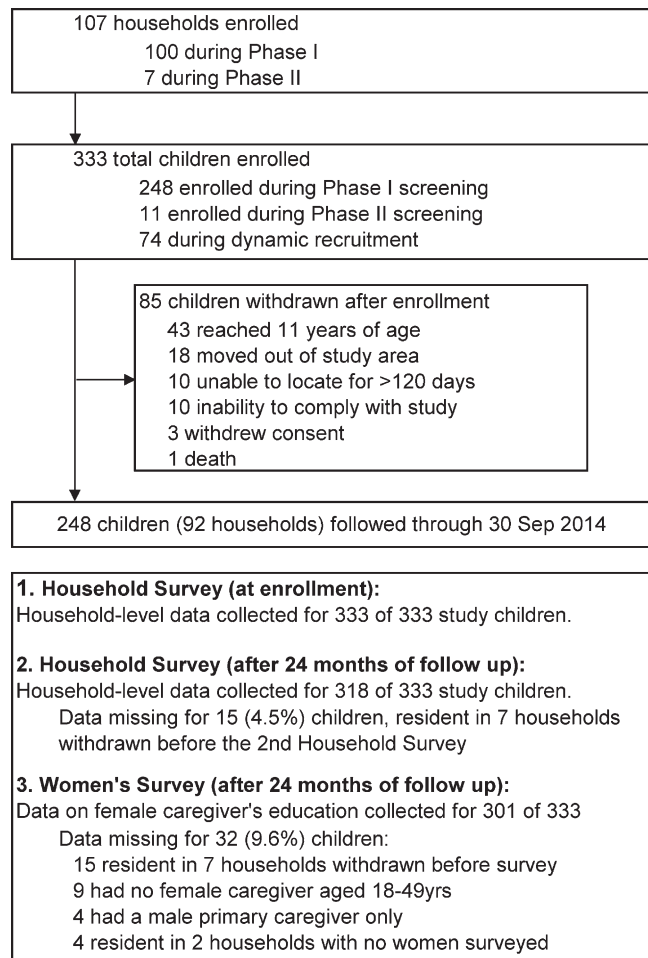 107 households enrolled
100 during Phase I
7 during Phase II
333 total children enrolled
248 enrolled during Phase I screening
11 enrolled during Phase II screening
74 during dynamic recruitment
85 children withdrawn after enrollment
43 reached 11 years of age
18 moved out of study area
10 unable to locate for >120 days
10 inability to comply with study
3 withdrew consent
1 death
248 children (92 households) followed through 30 Sep 2014
1. Household Survey (at enrollment):
Household-level data collected for 333 of 333 study children.
2. Household Survey (after 24 months of follow up):
Household-level data collected for 318 of 333 study children.
Data missing for 15 (4.5%) children, resident in 7 households
withdrawn before the 2nd Household Survey
3. Women's Survey (after 24 months of follow up):
Data on female caregiver's education collected for 301 of 333
Data missing for 32 (9.6%) children:
15 resident in 7 households withdrawn before survey
9 had no female caregiver aged 18-49yrs
4 had a male primary caregiver only
4 resident in 2 households with no women surveyed